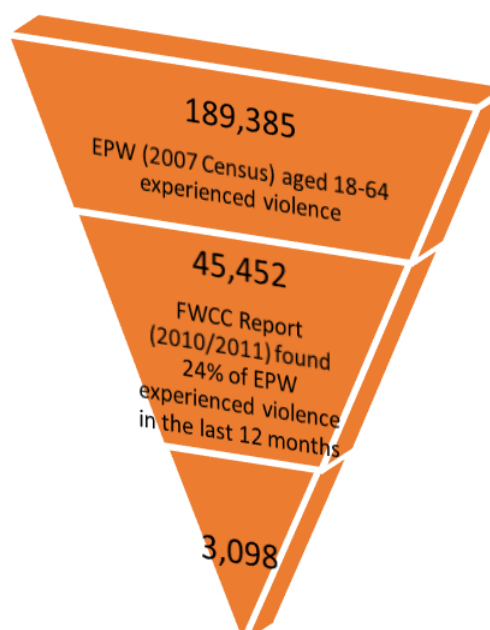 189,385
EPW (2007 Census) aged 18-64
experienced violence
45,452
FWCC Report
(2010/2011) found
24% of EPW
experienced violence
in the last 12 months
3,098